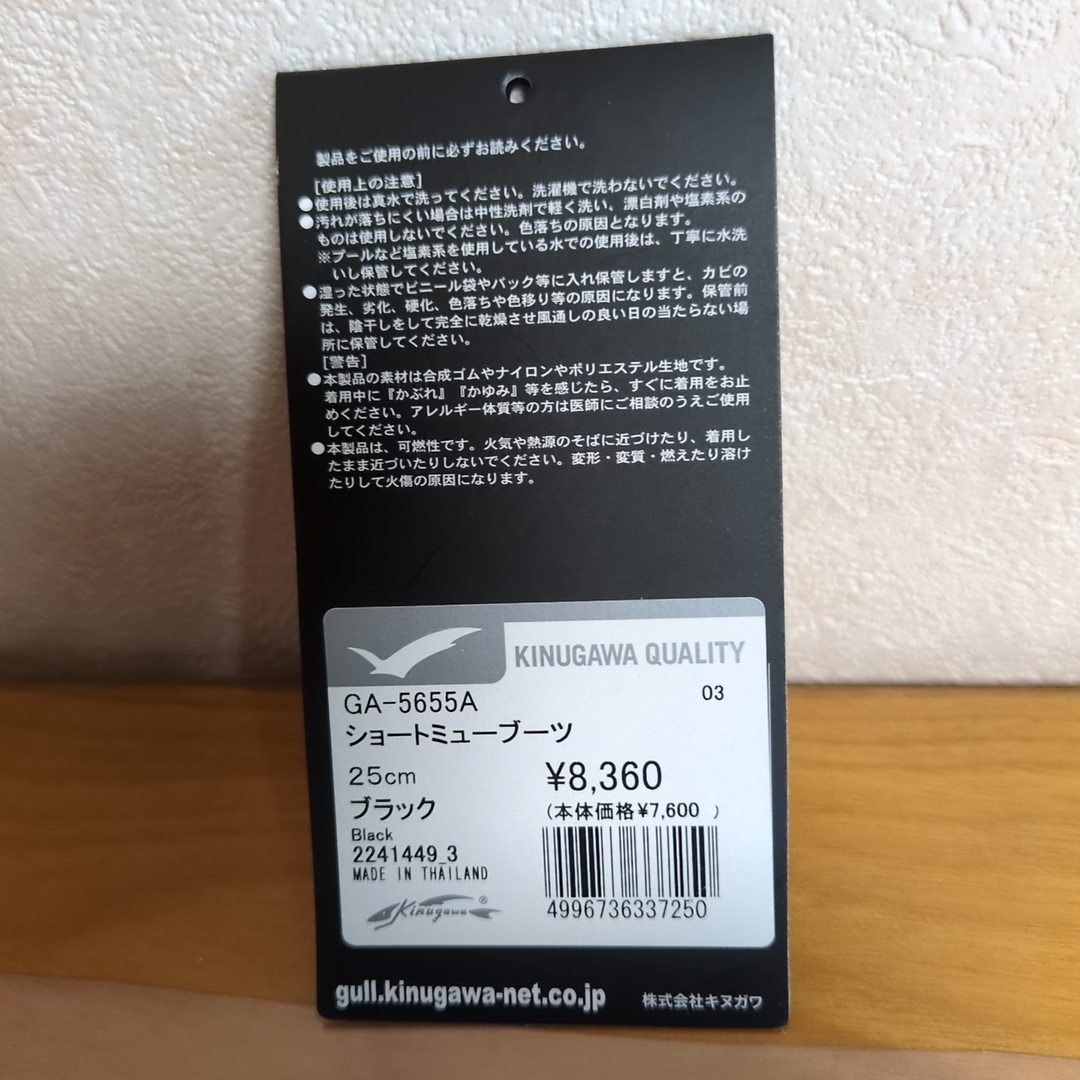 製品をご使用の前に必ずお読みください。
[使用上の注意]
●使用後は真水で洗ってください。洗濯機で洗わないでください。
●汚れが落ちにくい場合は中性洗剤で軽く洗い、漂白剤や塩素系の
ものは使用しないでください。色落ちの原因となります。
※プールなど塩素系を使用している水での使用後は、丁寧に水洗
いし保管してください。
●湿った状態でビニール袋やバック等に入れ保管しますと、カビの
発生、劣化、硬化、色落ちや色移り等の原因になります。保管前
は、陰干しをして完全に乾燥させ風通しの良い日の当たらない場
所に保管してください。
[警告]
●本製品の素材は合成ゴムやナイロンやポリエステル生地です。
着用中に『かぶれ』『かゆみ』等を感じたら、すぐに着用をお止
めください。アレルギー体質等の方は医師にご相談のうえご使用
してください。
●本製品は、可燃性です。火気や熱源のそばに近づけたり、着用し
たまま近づいたりしないでください。変形・変質・燃えたり溶け
たりして火傷の原因になります。
KINUGAWA QUALITY
GA-5655A 03
ショートミューブーツ
25cm ¥8,360
ブラック (本体価格¥7,600 )
Black
2241449_3
MADE IN THAILAND
Kinugawa®
4996736337250
gull.kinugawa-net.co.jp 株式会社キヌガワ